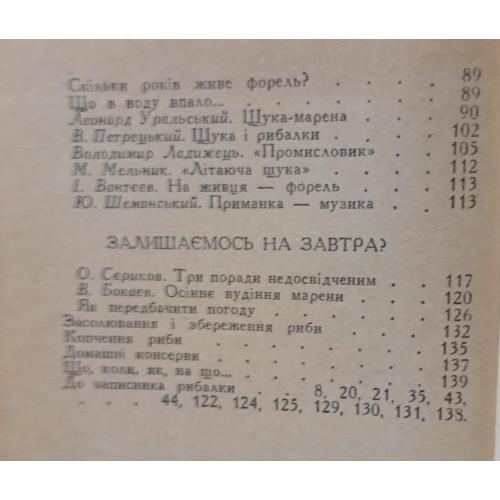 Скільки років живе форель? . . . . 89
Що в воду впало... . . . . . . 89
Леонард Уральський. Щука-марена . . . 90
В. Петрецький. Щука і рибалки . . . . 102
Володимир Ладижець. «Промисловик» . . . 105
М. Мельник. «Літаюча щука» . . . . 112
І. Вантєєв. На живця — форель . . . . 113
Ю. Шеманський. Приманка — музика . . . 113
ЗАЛИШАЄМОСЬ НА ЗАВТРА?
О. Сєриков. Три поради недосвідченим . . . 117
В. Бокаєв. Осіннє вудіння марени . . . . 120
Як передбачити погоду . . . . . 126
Засолювання і збереження риби . . . . 132
Копчення риби . . . . . . . 135
Домашні консерви . . . . . . 137
Що, коли, як, на що... . . . . . 139
До записника рибалки . . . 8, 20, 21, 35, 43,
. . . . 44, 122, 124, 125, 129, 130, 131, 138.